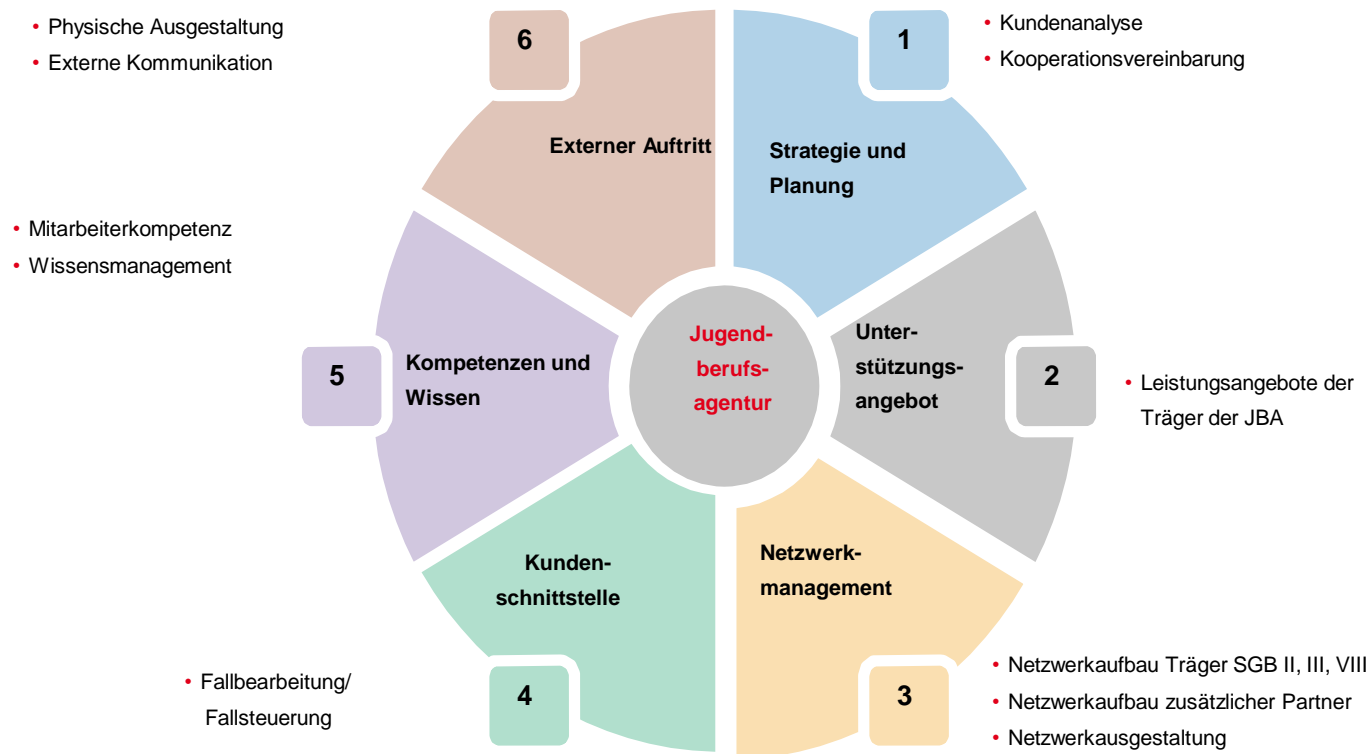 6
• Physische Ausgestaltung
• Externe Kommunikation
Externer Auftritt
1
• Kundenanalyse
• Kooperationsvereinbarung
Strategie und
Planung
• Mitarbeiterkompetenz
• Wissensmanagement
5
Kompetenzen und
Wissen
Jugend-
berufs-
agentur
Unter-
stützungs-
angebot
2
• Leistungsangebote der
Träger der JBA
Kunden-
schnittstelle
4
• Fallbearbeitung/
Fallsteuerung
Netzwerk-
management
3
• Netzwerkaufbau Träger SGB II, III, VIII
• Netzwerkaufbau zusätzlicher Partner
• Netzwerkausgestaltung